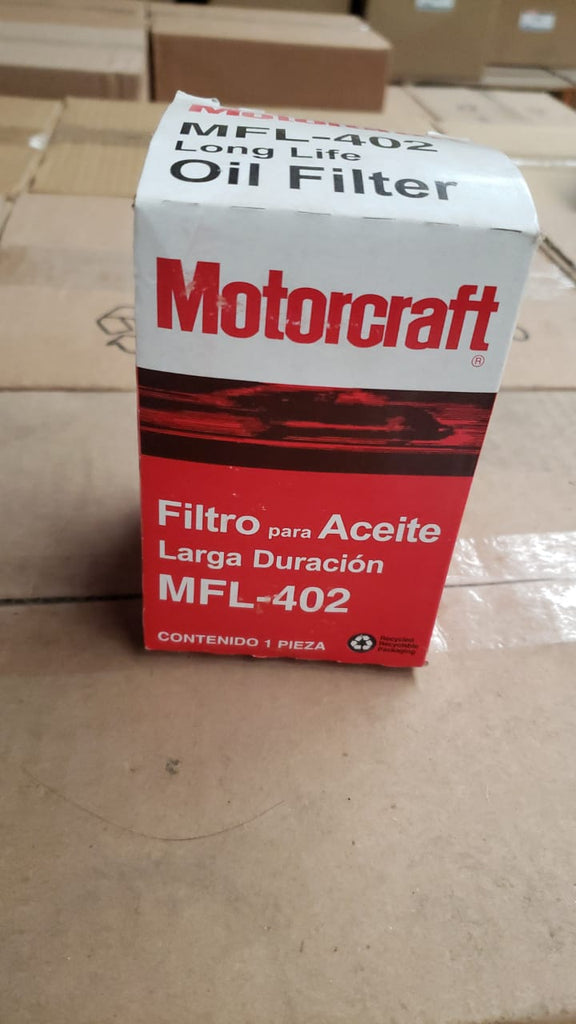 Motorcraft
MFL-402
Long Life
Oil Filter
Motorcraft
®
Filtro para Aceite
Larga Duración
MFL-402
CONTENIDO 1 PIEZA
Recycled
Recyclable
Packaging